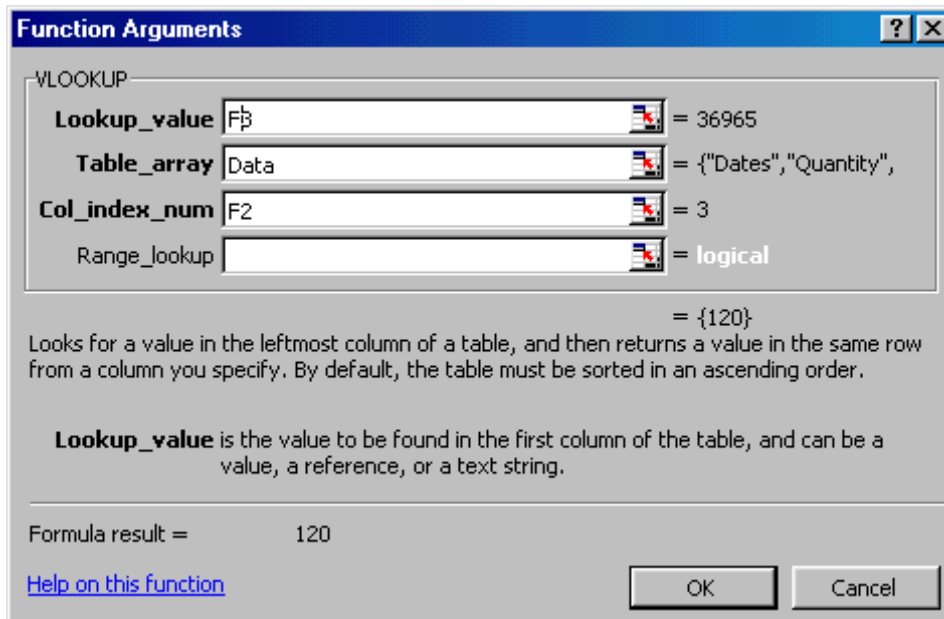 Function Arguments ? X
VLOOKUP
Lookup_value F3 = 36965
Table_array Data = {"Dates","Quantity",
Col_index_num F2 = 3
Range_lookup = logical
= {120}
Looks for a value in the leftmost column of a table, and then returns a value in the same row
from a column you specify. By default, the table must be sorted in an ascending order.
Lookup_value is the value to be found in the first column of the table, and can be a
value, a reference, or a text string.
Formula result = 120
Help on this function OK Cancel